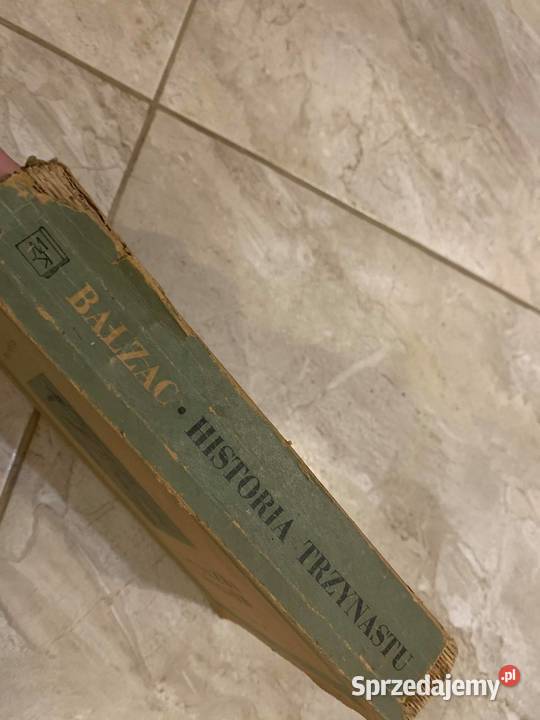 BALZAC • HISTORIA TRZYNASTU
Sprzedajemy.pl